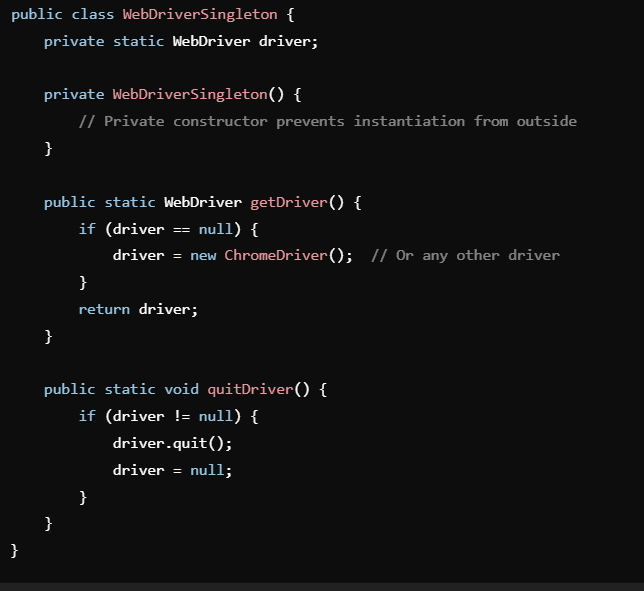 public class WebDriverSingleton {
    private static WebDriver driver;

    private WebDriverSingleton() {
        // Private constructor prevents instantiation from outside
    }

    public static WebDriver getDriver() {
        if (driver == null) {
            driver = new ChromeDriver();  // Or any other driver
        }
        return driver;
    }

    public static void quitDriver() {
        if (driver != null) {
            driver.quit();
            driver = null;
        }
    }
}